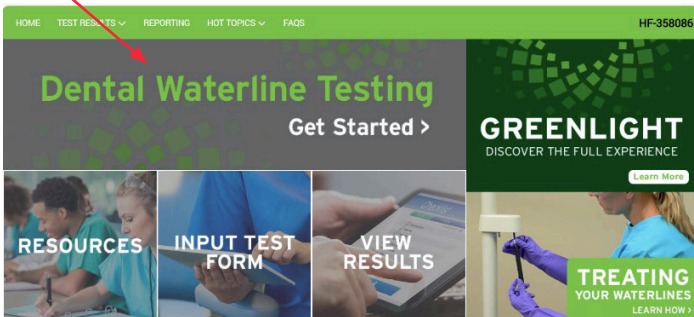 HOME TEST RESULTS REPORTING HOT TOPICS FAQS HF-358086
Dental Waterline Testing
Get Started >
GREENLIGHT
DISCOVER THE FULL EXPERIENCE
Learn More
RESOURCES
INPUT TEST
FORM
VIEW
RESULTS
TREATING
YOUR WATERLINES
LEARN HOW >